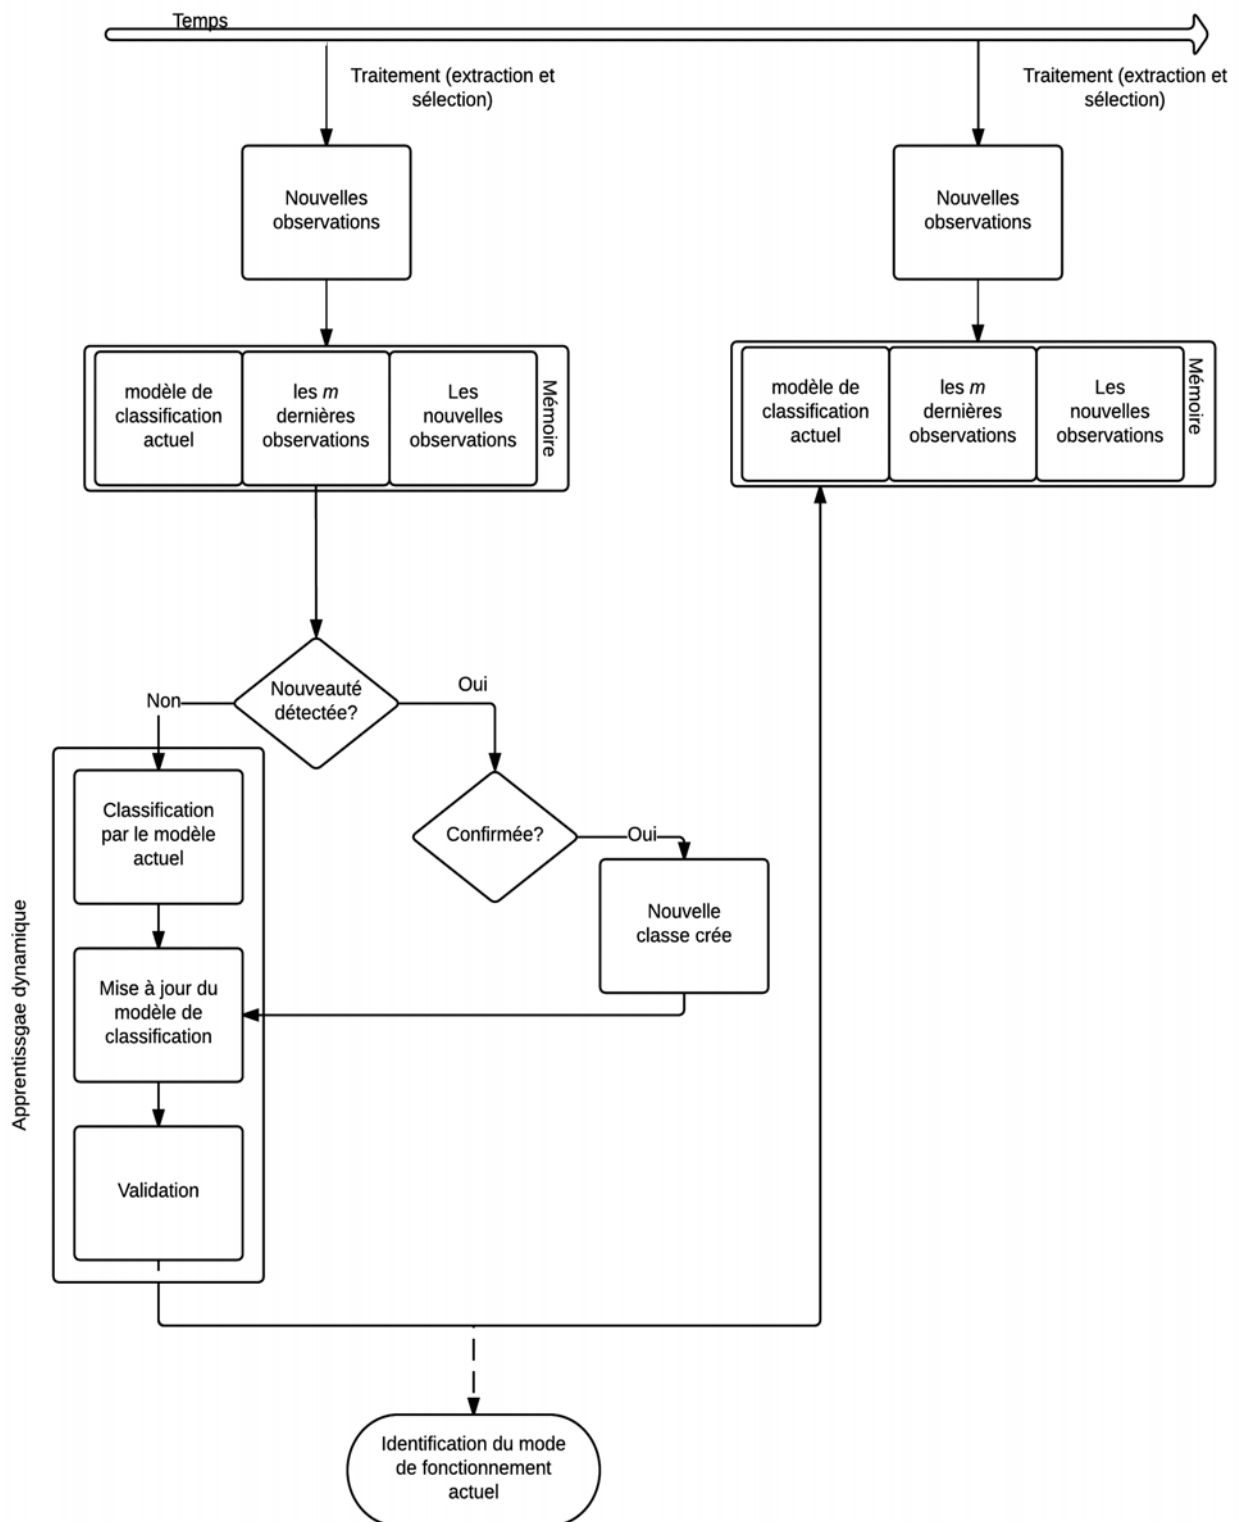 Temps
Traitement (extraction et
sélection)
Traitement (extraction et
sélection)
Nouvelles
observations
Nouvelles
observations
modèle de
classification
actuel
les m
dernières
observations
Les
nouvelles
observations
Mémoire
modèle de
classification
actuel
les m
dernières
observations
Les
nouvelles
observations
Mémoire
Nouveauté
détectée?
Non
Oui
Classification
par le modèle
actuel
Confirmée?
Oui
Nouvelle
classe crée
Mise à jour du
modèle de
classification
Apprentissgae dynamique
Validation
Identification du mode
de fonctionnement
actuel